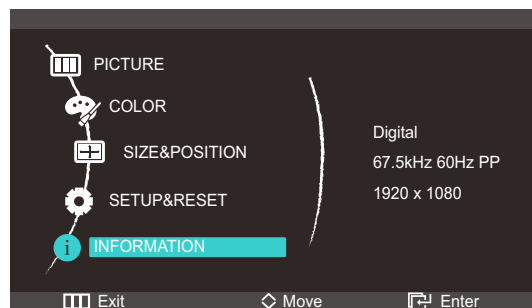 PICTURE
COLOR
SIZE&POSITION
SETUP&RESET
i INFORMATION
Digital
67.5kHz 60Hz PP
1920 x 1080
Exit Move Enter